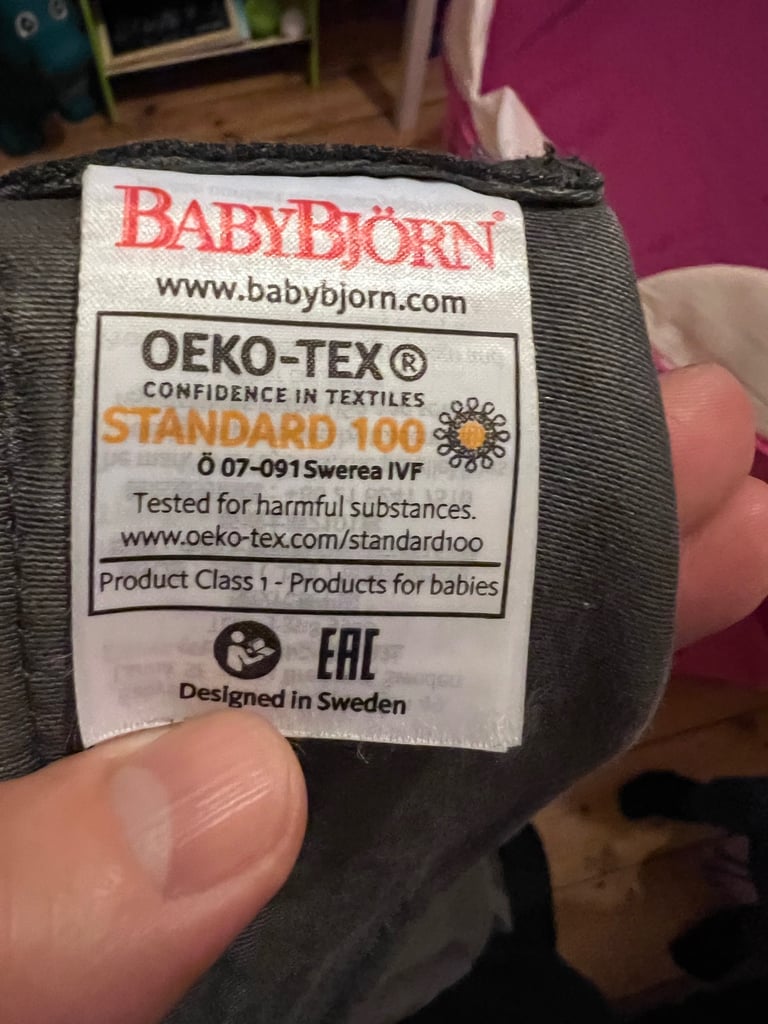 BABYBJÖRN®
www.babybjorn.com
OEKO-TEX®
CONFIDENCE IN TEXTILES
STANDARD 100
Ö 07-091 Swerea IVF
Tested for harmful substances.
www.oeko-tex.com/standard100
Product Class 1 - Products for babies
EAC
Designed in Sweden